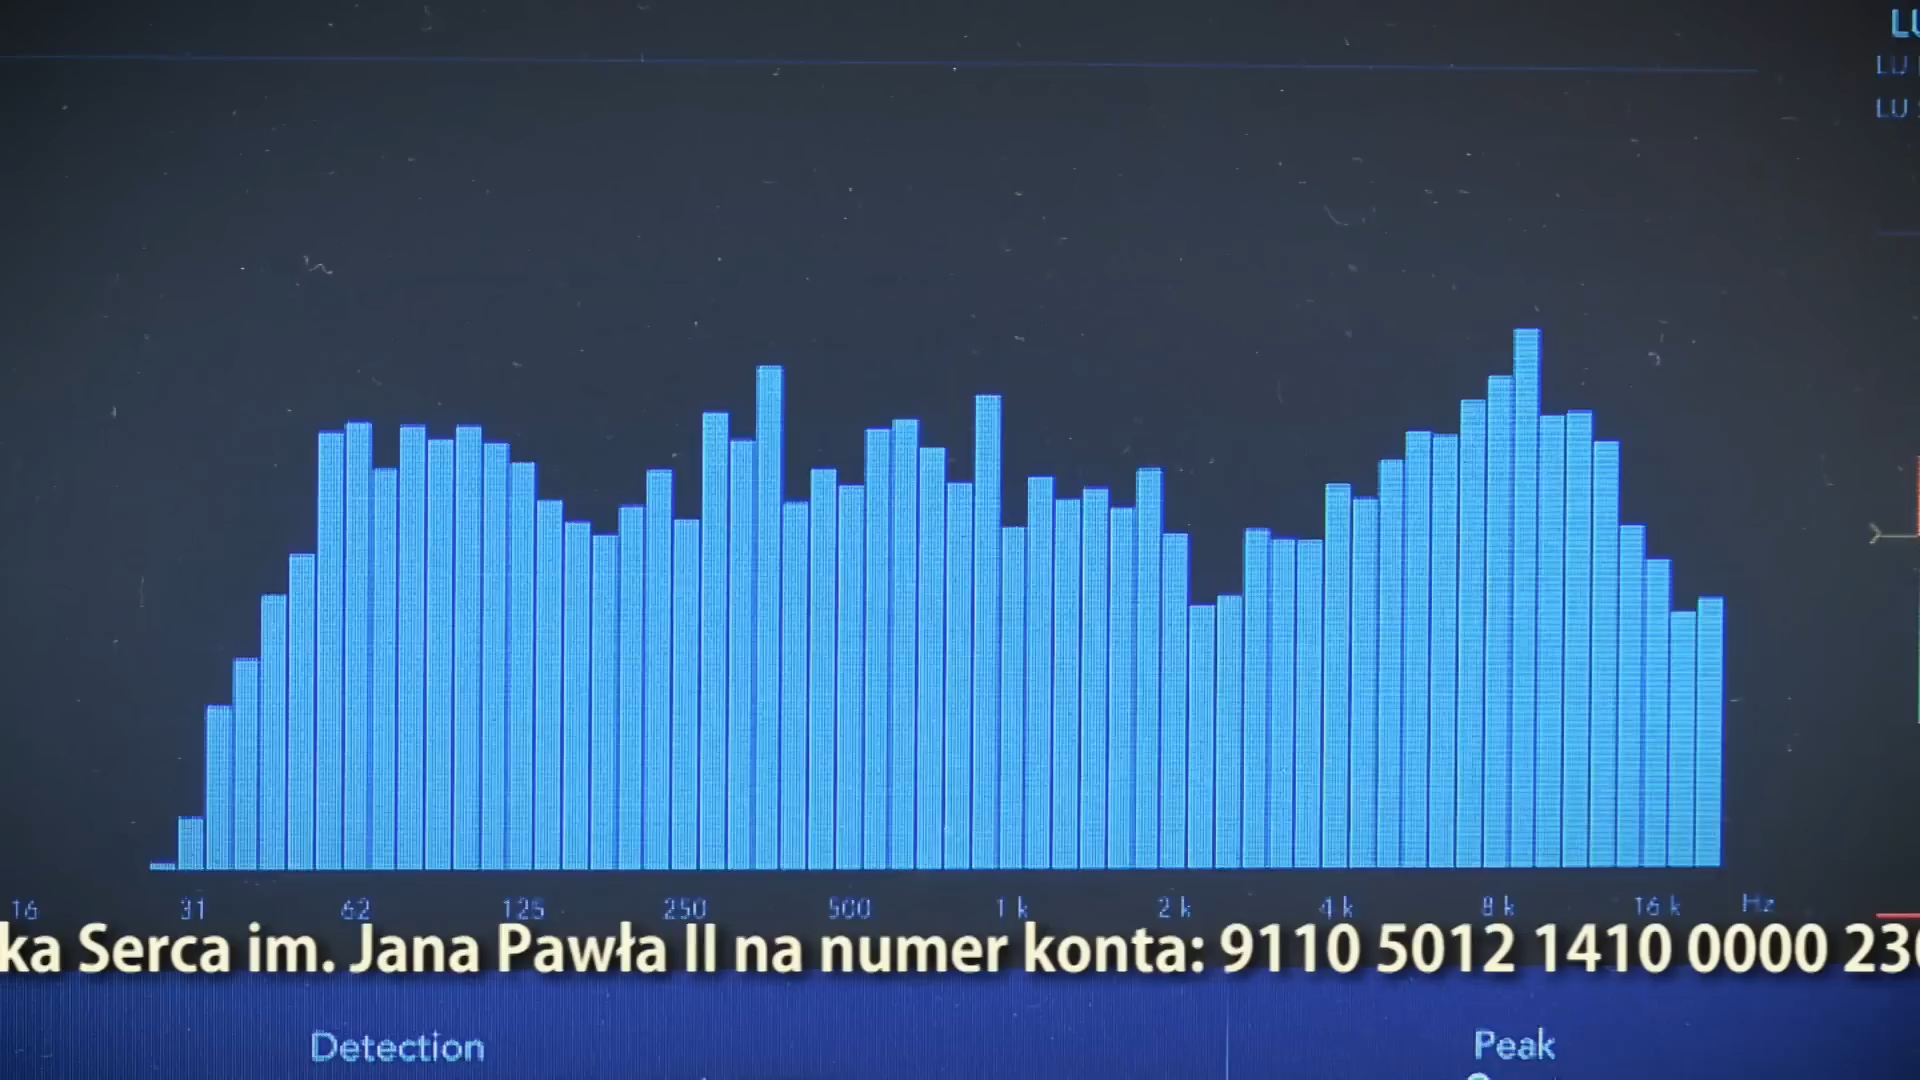 LU
LU
LU
16 31 62 125 250 500 1 k 2 k 4 k 8 k 16 k Hz
ka Serca im. Jana Pawła II na numer konta: 9110 5012 1410 0000 23
Detection Peak